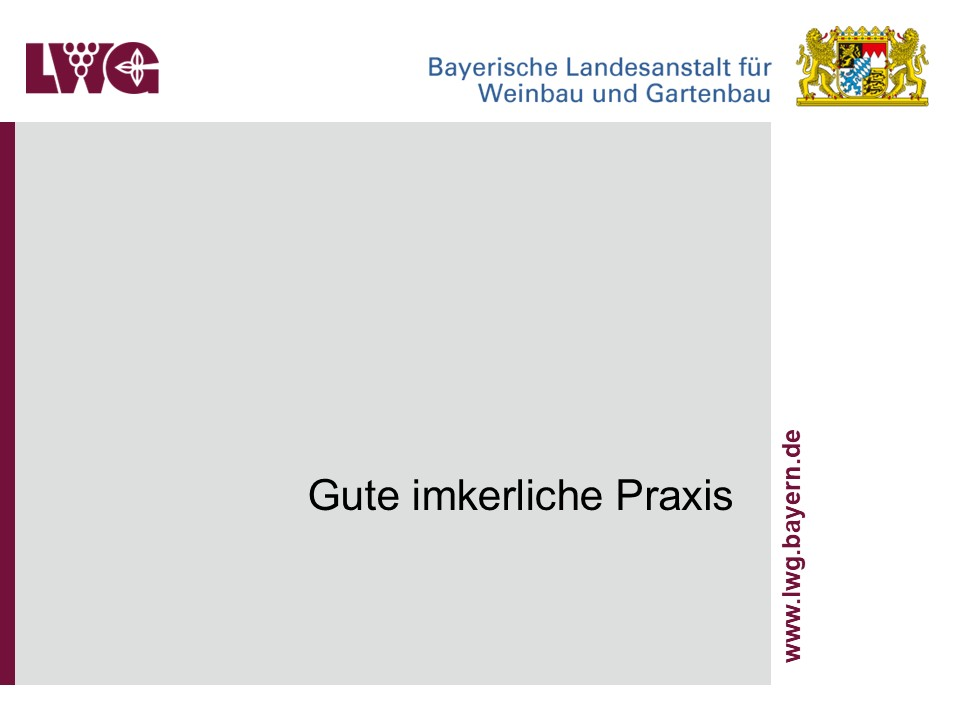 LWG
Bayerische Landesanstalt für
Weinbau und Gartenbau
Gute imkerliche Praxis
www.lwg.bayern.de